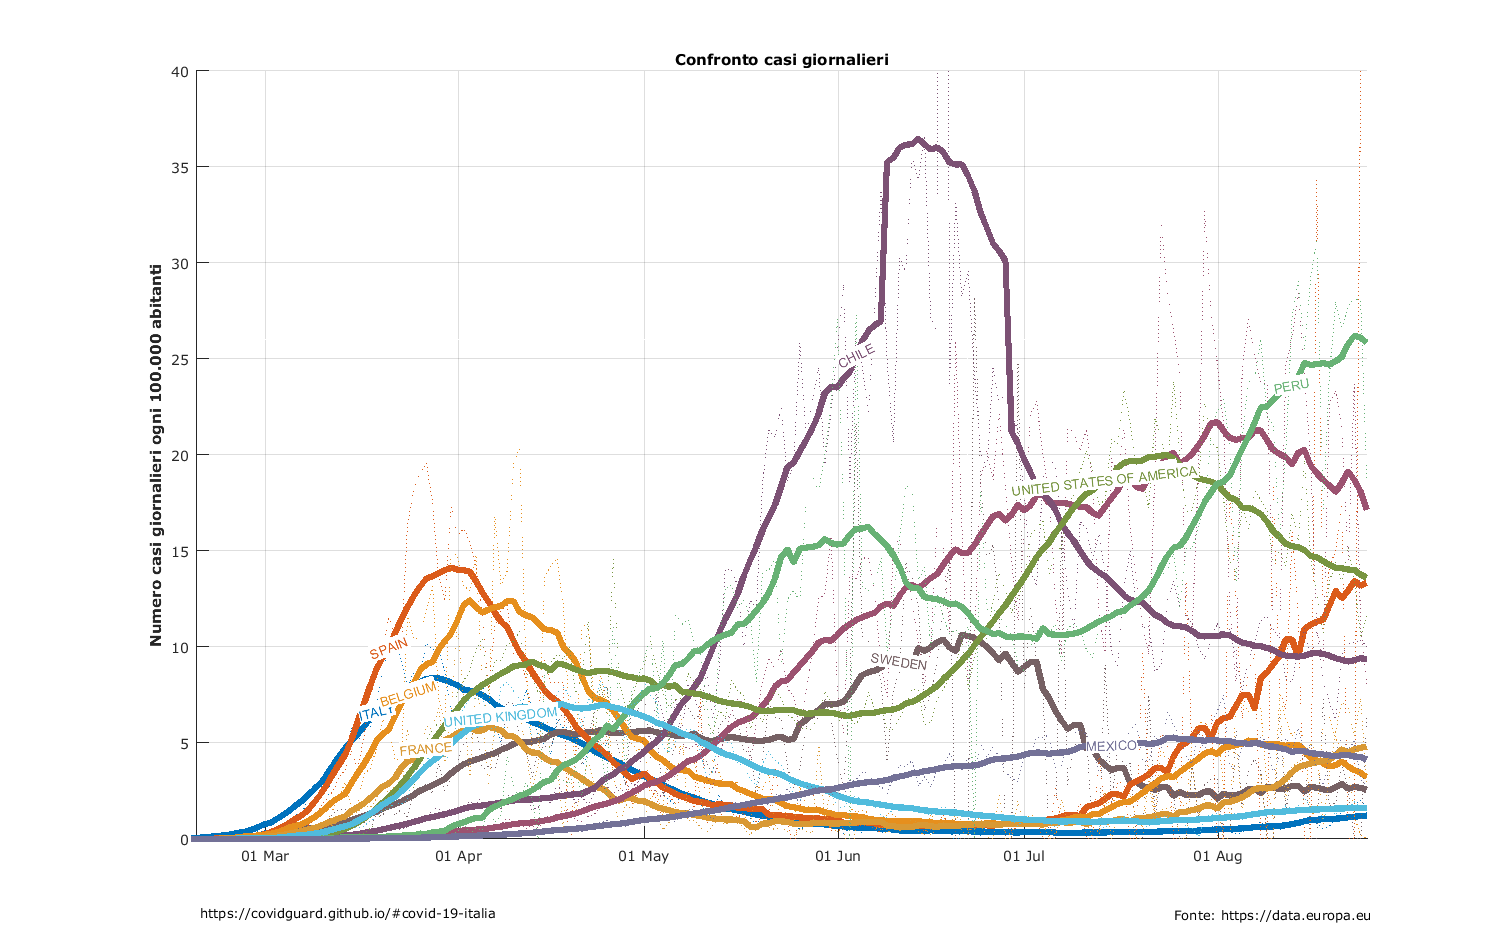 Confronto casi giornalieri
Numero casi giornalieri ogni 100.000 abitanti
40
35
30
25
20
15
10
5
0
CHILE
PERU
UNITED STATES OF AMERICA
SPAIN
SWEDEN
BELGIUM
ITALY
UNITED KINGDOM
FRANCE
MEXICO
01 Mar
01 Apr
01 May
01 Jun
01 Jul
01 Aug
https://covidguard.github.io/#covid-19-italia
Fonte: https://data.europa.eu